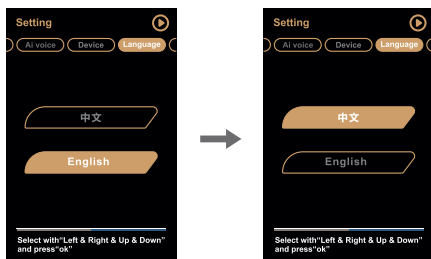 Setting
Ai voice Device Language
中文
English
Select with"Left & Right & Up & Down"
and press"ok"
Setting
Ai voice Device Language
中文
English
Select with"Left & Right & Up & Down"
and press"ok"